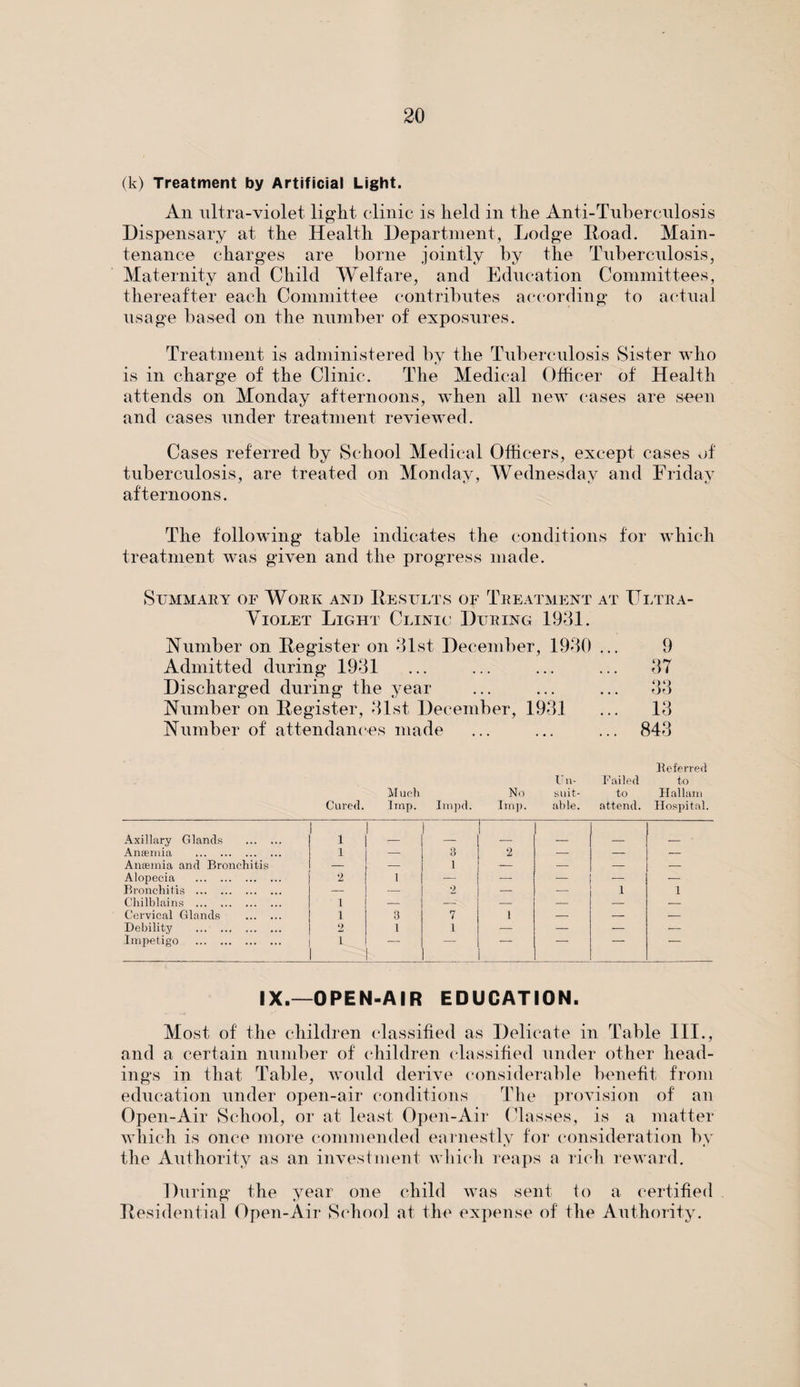 20
(k) Treatment by Artificial Light.
An ultra-violet light clinic is held in the Anti-Tuberculosis
Dispensary at the Health Department, Lodge Road. Main-
tenance charges are borne jointly by the Tuberculosis,
Maternity and Child Welfare, and Education Committees,
thereafter each Committee contributes according to actual
usage based on the number of exposures.
Treatment is administered by the Tuberculosis Sister who
is in charge of the Clinic. The Medical Officer of Health
attends on Monday afternoons, when all new cases are seen
and cases under treatment reviewed.
Cases referred by School Medical Officers, except cases of
tuberculosis, are treated on Monday, Wednesday and Friday
afternoons.
The following table indicates the conditions for which
treatment was given and the progress made.
Summary of Work and Results of Treatment at Ultra-
Violet Light Clinic During 1931.
Number on Register on 31st December, 1930 ... 9
Admitted during 1931 ... ... ... ... 37
Discharged during the year ... ... ... 33
Number on Register, 31st December, 1931 ... 13
Number of attendances made ... ... ... 843
Referred
Un- Failed to
Much No suit- to Hallam
Cured. Imp. Impd. Imp. able. attend. Hospital.
Axillary Glands ... ... 1 — — — — — —
Anæmia ... ... ... ... 1 — 3 2 — — —
Anæmia and Bronchitis — — 1 — — — —
Alopecia ... ... ... ... 2 1 — — — — —
Bronchitis ... ... ... ... — — 2 — — 1 1
Chilblains ... ... ... ... 1 — — — — — —
Cervical Glands ... ... 1 3 7 1 — — —
Debility ... ... ... ... 2 1 1 — — — —
Impetigo ... ... ... ... 1 — — — — — —
IX.—OPEN-AIR EDUCATION.
Most of the children classified as Delicate in Table III.,
and a certain number of children classified under other head-
ings in that Table, would derive considerable benefit from
education under open-air conditions The provision of an
Open-Air School, or at least Open-Air Classes, is a matter
which is once more commended earnestly for consideration by
the Authority as an investment which reaps a rich reward.
During the year one child was sent to a certified
Residential Open-Air School at the expense of the Authority.